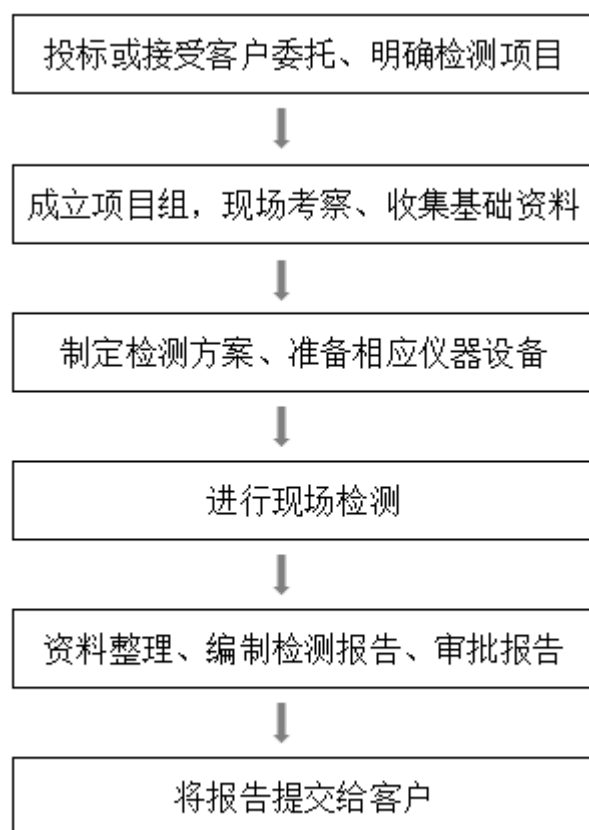 投标或接受客户委托、明确检测项目
成立项目组，现场考察、收集基础资料
制定检测方案、准备相应仪器设备
进行现场检测
资料整理、编制检测报告、审批报告
将报告提交给客户